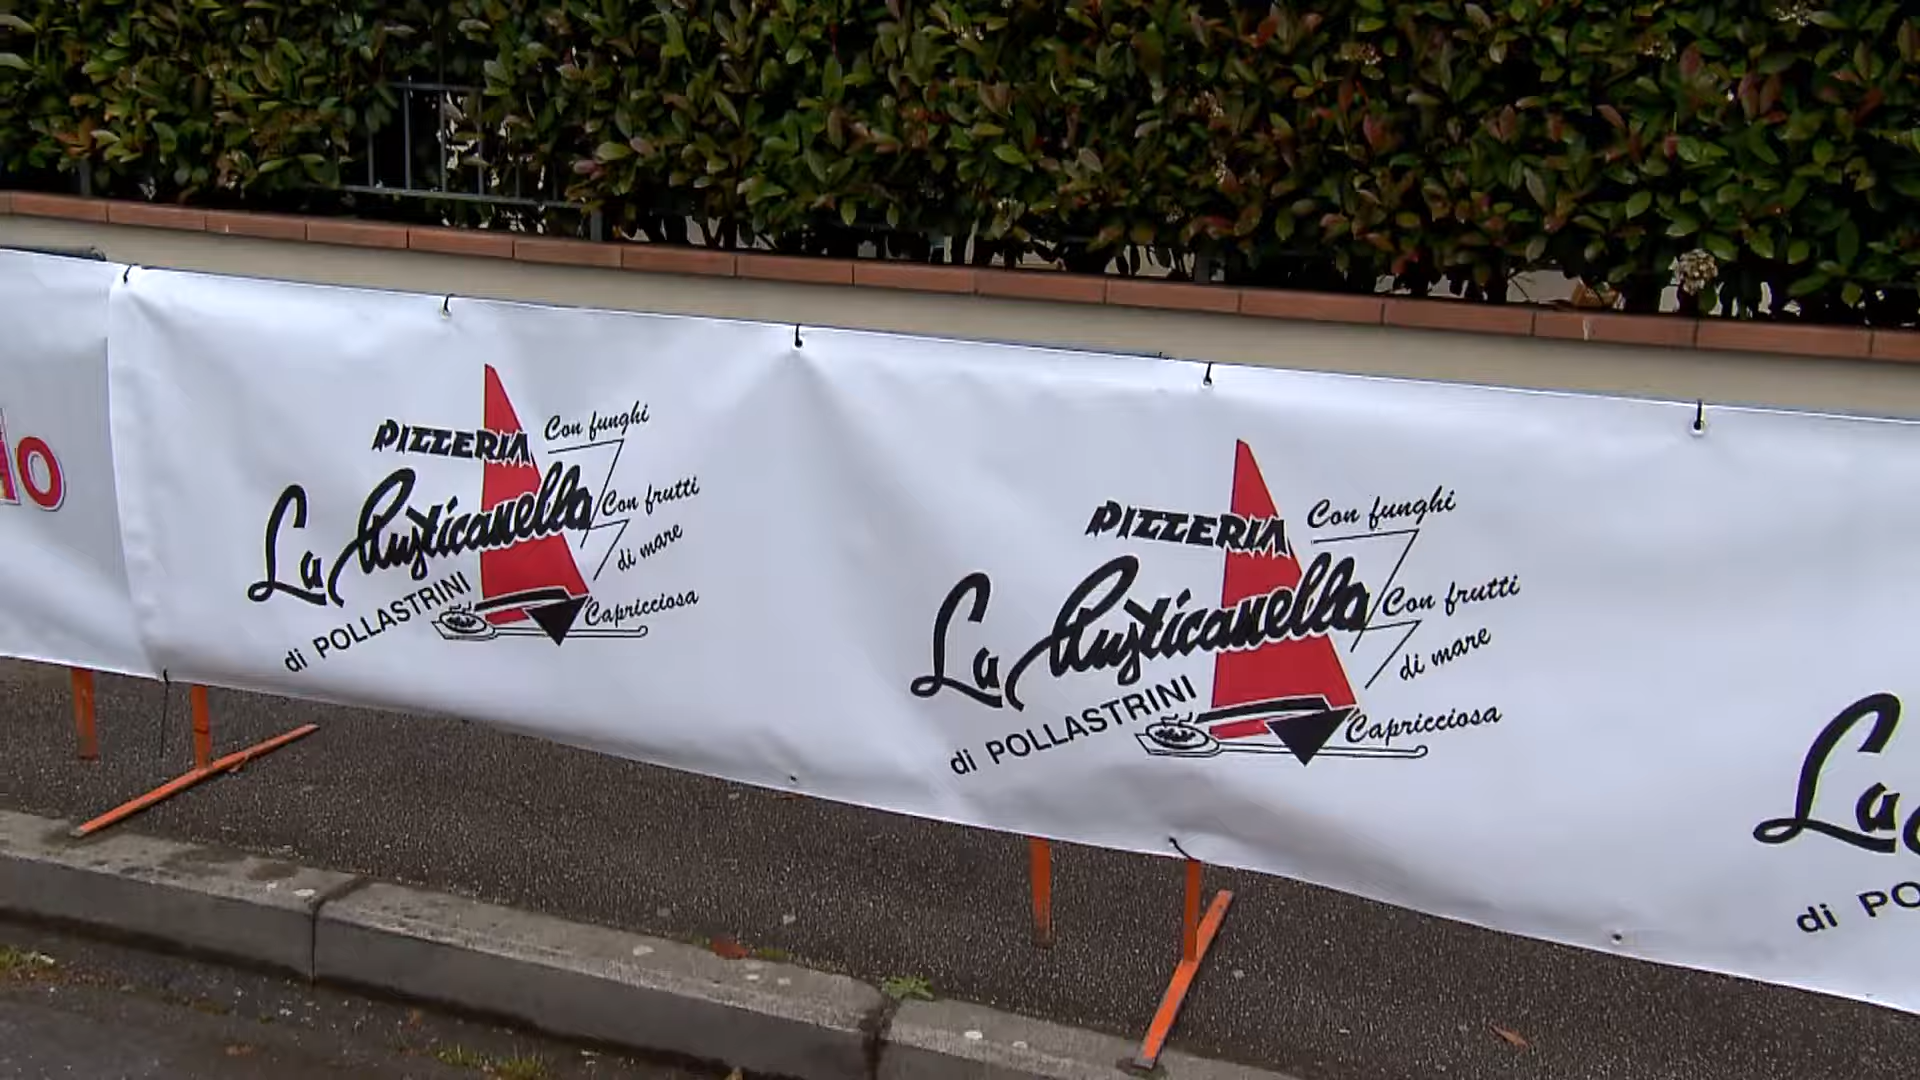 IO
PIZZERIA
La Rusticanella
di POLLASTRINI
Con funghi
Con frutti
di mare
Capricciosa
PIZZERIA
La Rusticanella
di POLLASTRINI
Con funghi
Con frutti
di mare
Capricciosa
La
di PO